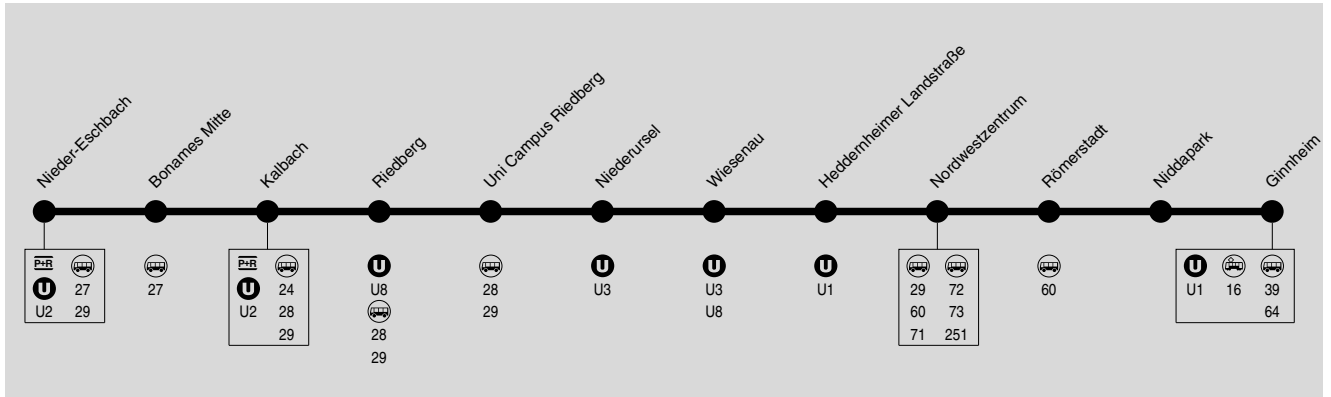 Nieder-Eschbach
Bonames Mitte
Kalbach
Riedberg
Uni Campus Riedberg
Niederursel
Wiesenau
Heddernheimer Landstraße
Nordwestzentrum
Römerstadt
Niddapark
Ginnheim
P+R
U 27
U2 29
27
P+R
U 24
U2 28
29
U
U8
28
29
28
29
U
U3
U
U3
U8
U
U1
29 72
60 73
71 251
60
U
U1 16 39
64